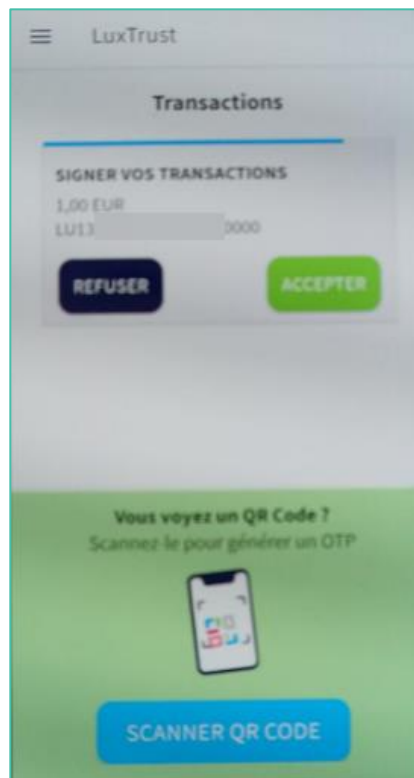 LuxTrust
Transactions
SIGNER VOS TRANSACTIONS
1,00 EUR
LU13 0000
REFUSER
ACCEPTER
Vous voyez un QR Code ?
Scannez-le pour générer un OTP
SCANNER QR CODE